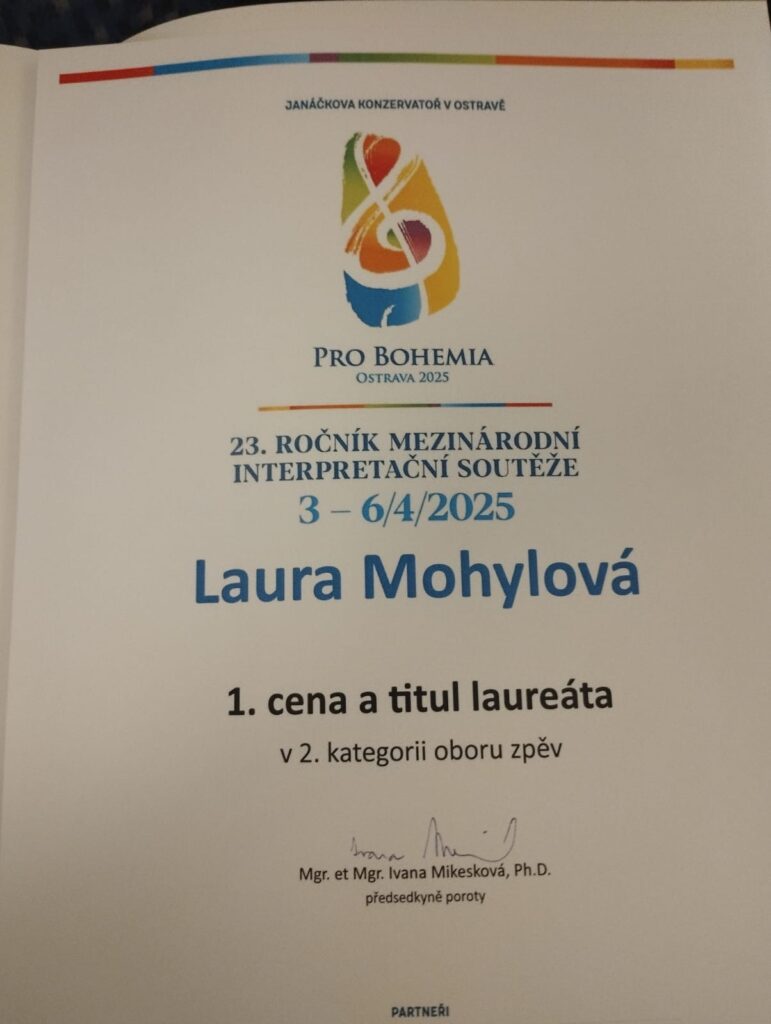 JANÁČKOVA KONZERVATOŘ V OSTRAVĚ
PRO BOHEMIA
OSTRAVA 2025
23. ROČNÍK MEZINÁRODNÍ
INTERPRETAČNÍ SOUTĚŽE
3 – 6/4/2025
Laura Mohylová
1. cena a titul laureáta
v 2. kategorii oboru zpěv
Mgr. et Mgr. Ivana Mikesková, Ph.D.
předsedkyně poroty
PARTNEŘI